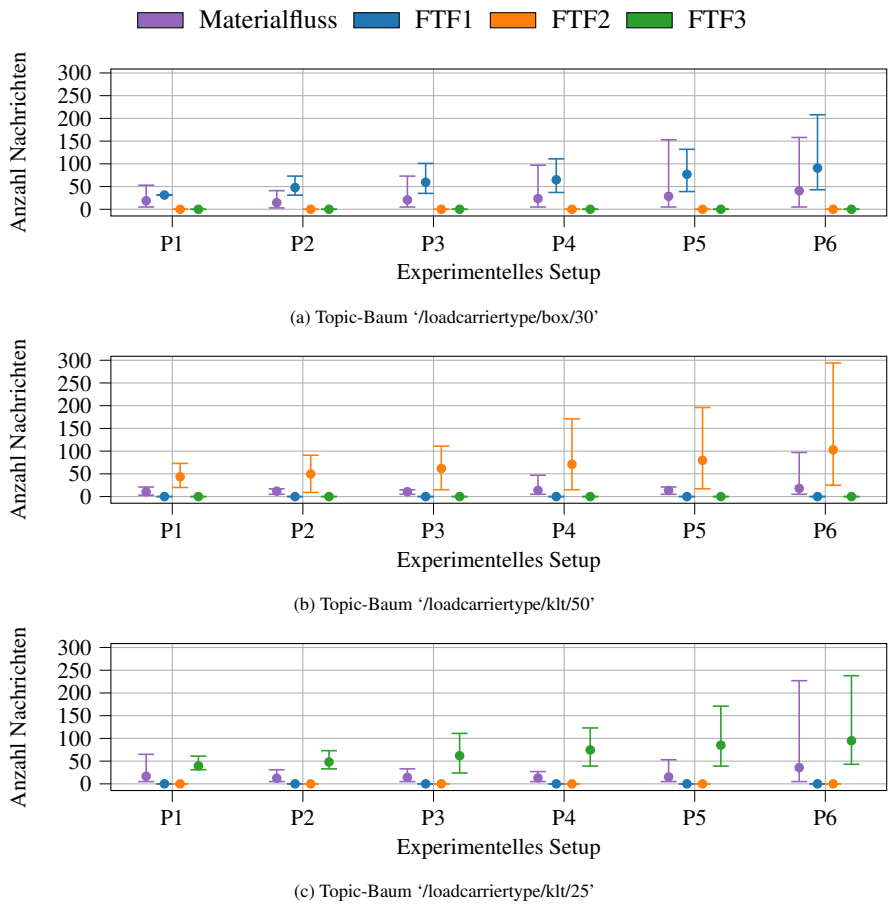 Materialfluss FTF1 FTF2 FTF3
Anzahl Nachrichten
300
250
200
150
100
50
0
P1 P2 P3 P4 P5 P6
Experimentelles Setup
(a) Topic-Baum ‘/loadcarriertype/box/30’
Anzahl Nachrichten
300
250
200
150
100
50
0
P1 P2 P3 P4 P5 P6
Experimentelles Setup
(b) Topic-Baum ‘/loadcarriertype/klt/50’
Anzahl Nachrichten
300
250
200
150
100
50
0
P1 P2 P3 P4 P5 P6
Experimentelles Setup
(c) Topic-Baum ‘/loadcarriertype/klt/25’